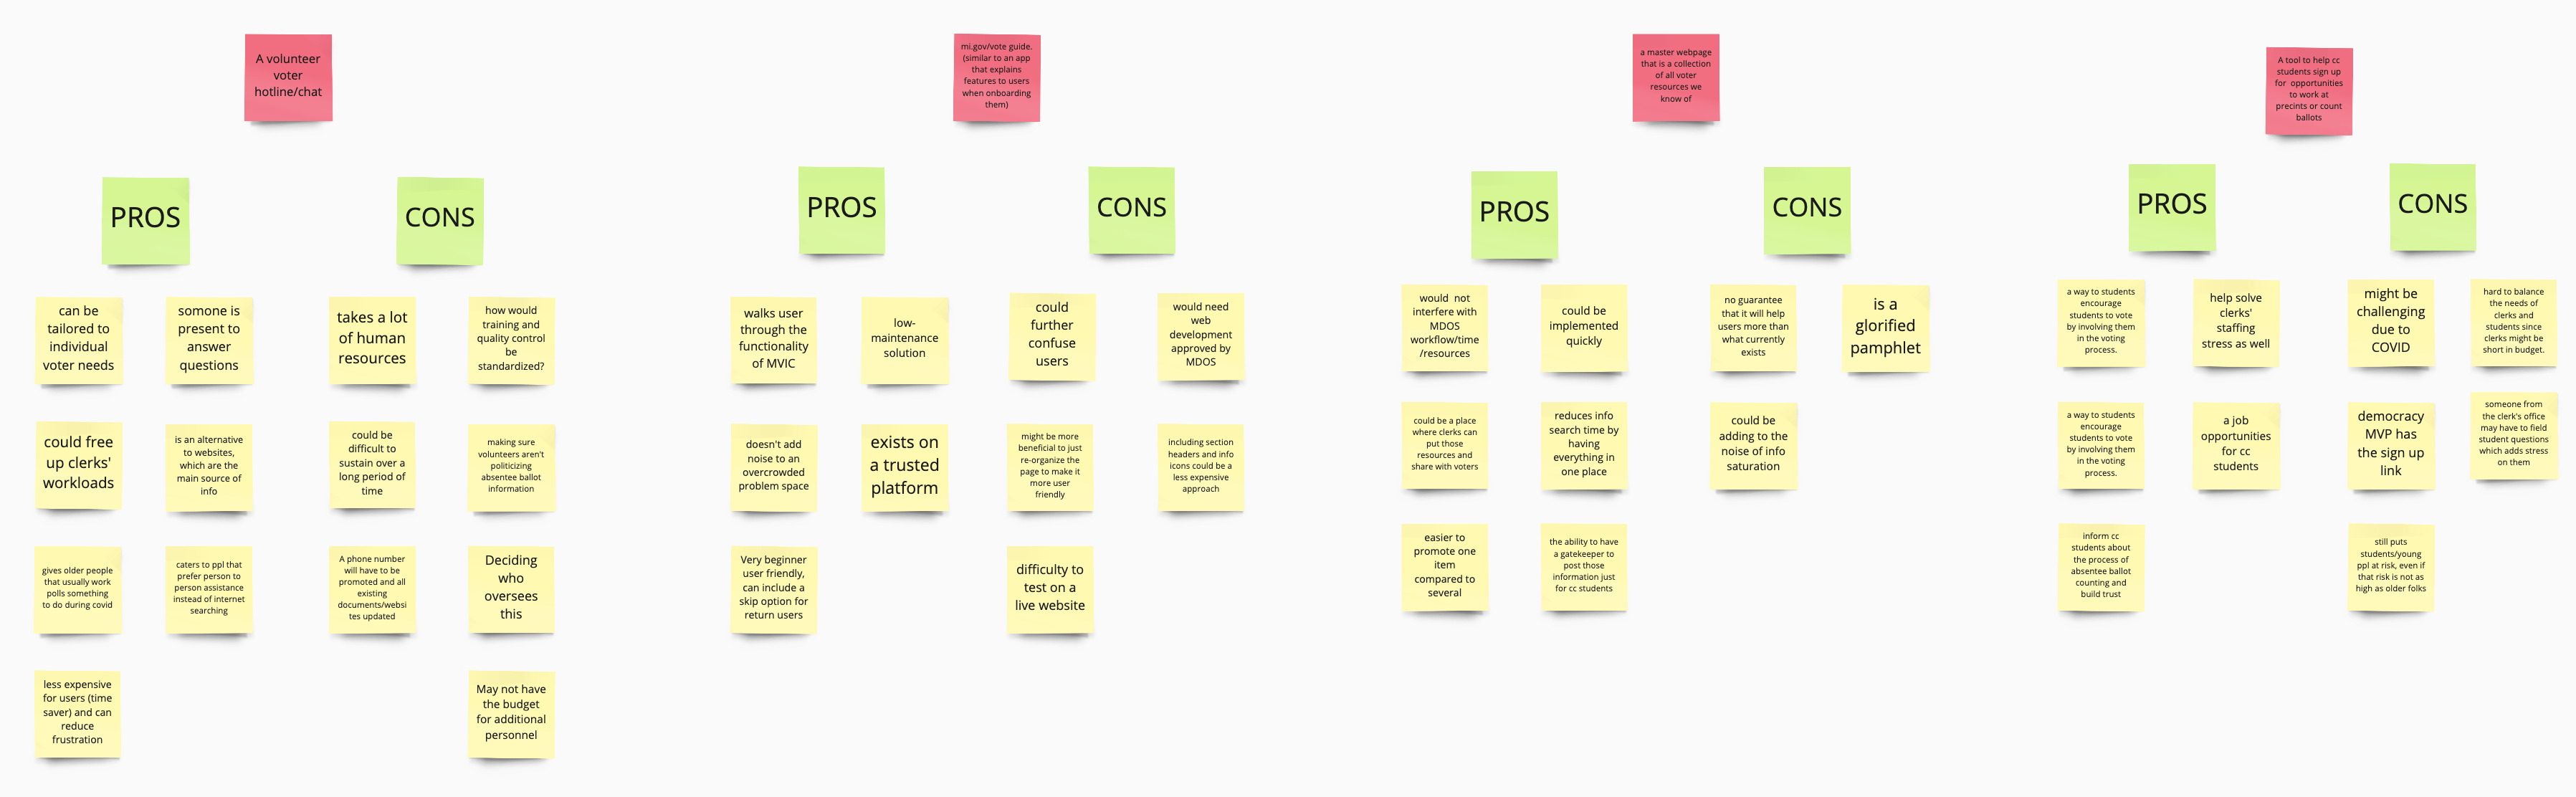 A volunteer
voter
hotline/chat
PROS
CONS
can be
tailored to
individual
voter needs
somone is
present to
answer
questions
takes a lot
of human
resources
how would
training and
quality control
be
standardized?
could free
up clerks'
workloads
is an alternative
to websites,
which are the
main source of
info
could be
difficult to
sustain over a
long period of
time
making sure
volunteers aren't
politicizing
absentee ballot
information
gives older people
that usually work
polls something
to do during covid
caters to ppl that
prefer person to
person assistance
instead of internet
searching
A phone number
will have to be
promoted and all
existing
documents/websi
tes updated
Deciding
who
oversees
this
less expensive
for users (time
saver) and can
reduce
frustration
May not have
the budget
for additional
personnel
mi.gov/vote guide.
(similar to an app
that explains
features to users
when onboarding
them)
PROS
CONS
walks user
through the
functionality
of MVIC
low-
maintenance
solution
could
further
confuse
users
would need
web
development
approved by
MDOS
doesn't add
noise to an
overcrowded
problem space
exists on
a trusted
platform
might be more
beneficial to just
re-organize the
page to make it
more user
friendly
including section
headers and info
icons could be a
less expensive
approach
Very beginner
user friendly,
can include a
skip option for
return users
difficulty to
test on a
live website
a master webpage
that is a collection
of all voter
resources we
know of
PROS
CONS
would  not
interfere with
MDOS
workflow/time
/resources
could be
implemented
quickly
no guarantee
that it will help
users more than
what currently
exists
is a
glorified
pamphlet
could be a place
where clerks can
put those
resources and
share with voters
reduces info
search time by
having
everything in
one place
could be
adding to the
noise of info
saturation
easier to
promote one
item
compared to
several
the ability to have
a gatekeeper to
post those
information just
for cc students
A tool to help cc
students sign up
for  opportunities
to work at
precints or count
ballots
PROS
CONS
a way to students
encourage
students to vote
by involving them
in the voting
process.
help solve
clerks'
staffing
stress as well
might be
challenging
due to
COVID
hard to balance
the needs of
clerks and
students since
clerks might be
short in budget.
a way to students
encourage
students to vote
by involving them
in the voting
process.
a job
opportunities
for cc
students
democracy
MVP has
the sign up
link
someone from
the clerk's office
may have to field
student questions
which adds stress
on them
inform cc
students about
the process of
absentee ballot
counting and
build trust
still puts
students/young
ppl at risk, even if
that risk is not as
high as older folks